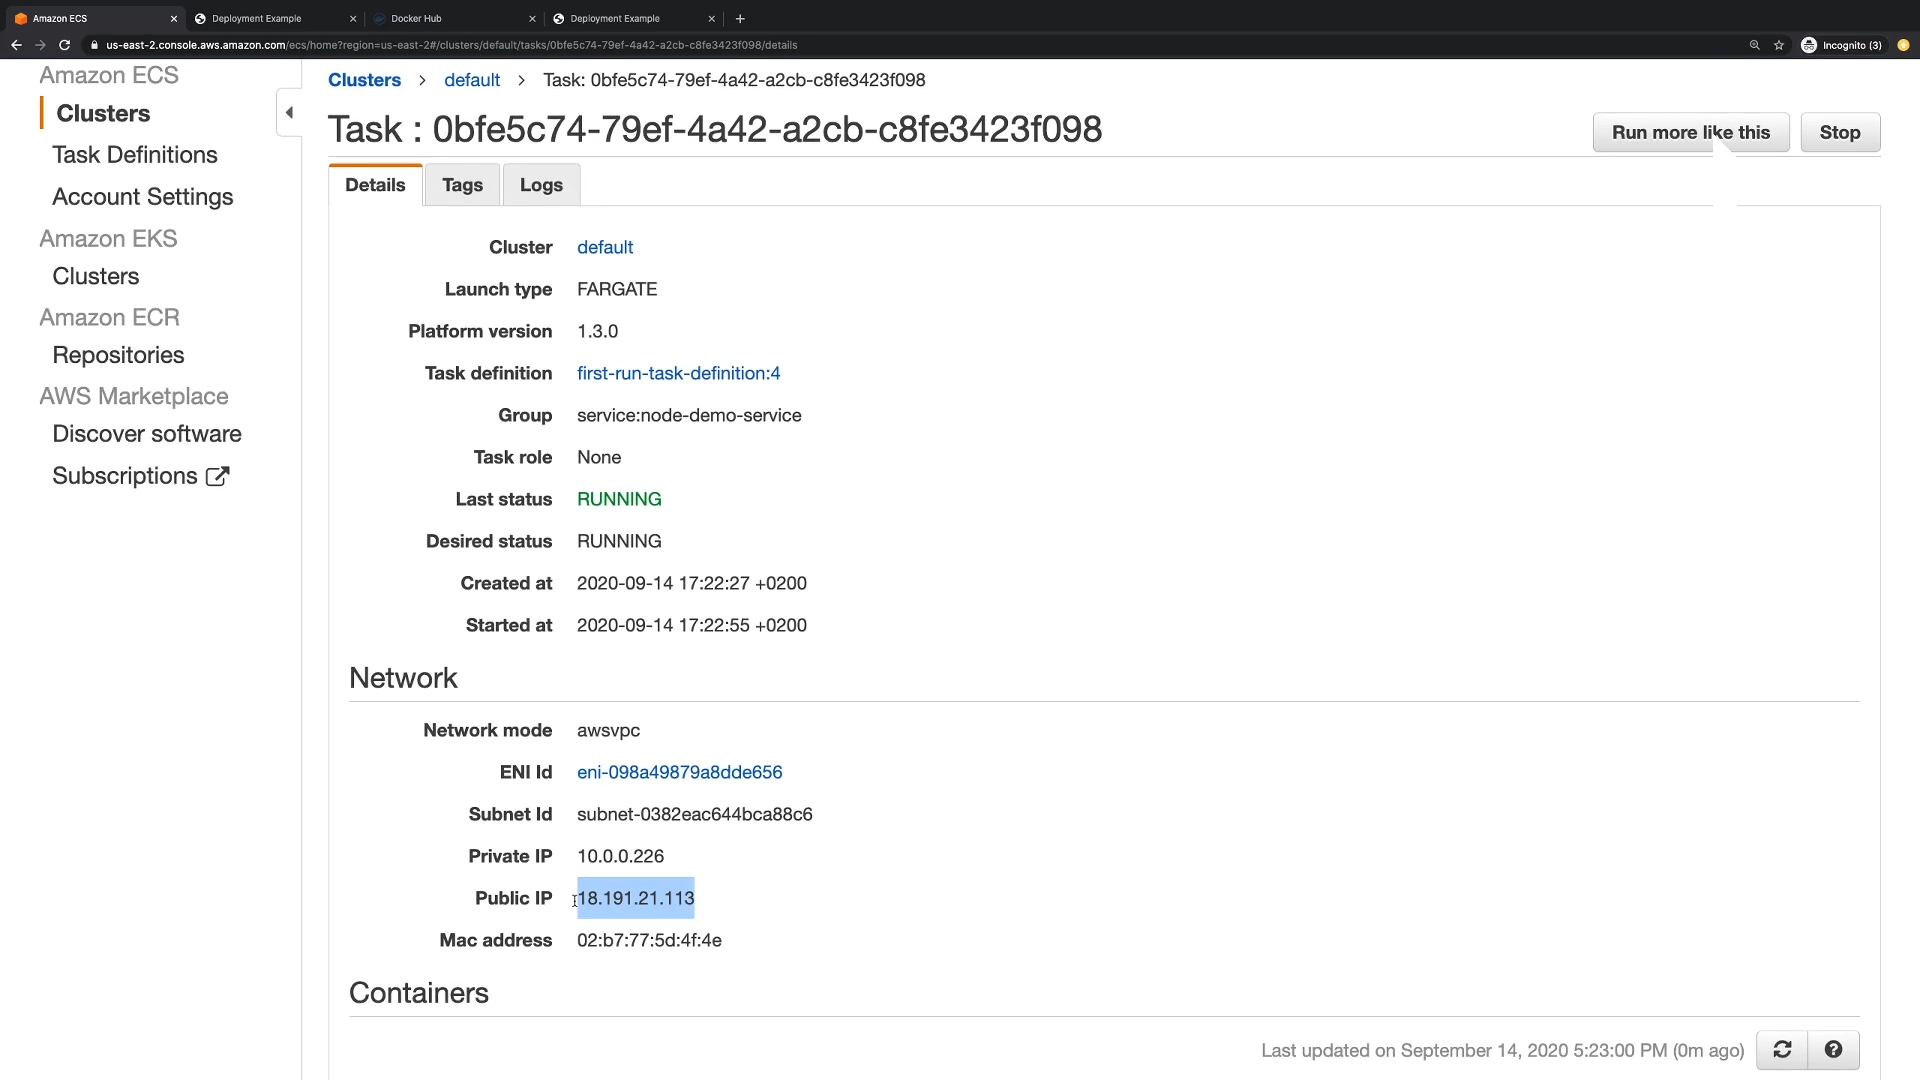 Amazon ECS
Deployment Example
Docker Hub
Deployment Example
us-east-2.console.aws.amazon.com/ecs/home?region=us-east-2#/clusters/default/tasks/0bfe5c74-79ef-4a42-a2cb-c8fe3423f098/details
Incognito (3)
Amazon ECS
Clusters
Task Definitions
Account Settings
Amazon EKS
Clusters
Amazon ECR
Repositories
AWS Marketplace
Discover software
Subscriptions
Clusters > default > Task: 0bfe5c74-79ef-4a42-a2cb-c8fe3423f098
Task : 0bfe5c74-79ef-4a42-a2cb-c8fe3423f098
Run more like this
Stop
Details
Tags
Logs
Cluster default
Launch type FARGATE
Platform version 1.3.0
Task definition first-run-task-definition:4
Group service:node-demo-service
Task role None
Last status RUNNING
Desired status RUNNING
Created at 2020-09-14 17:22:27 +0200
Started at 2020-09-14 17:22:55 +0200
Network
Network mode awsvpc
ENI Id eni-098a49879a8dde656
Subnet Id subnet-0382eac644bca88c6
Private IP 10.0.0.226
Public IP 18.191.21.113
Mac address 02:b7:77:5d:4f:4e
Containers
Last updated on September 14, 2020 5:23:00 PM (0m ago)